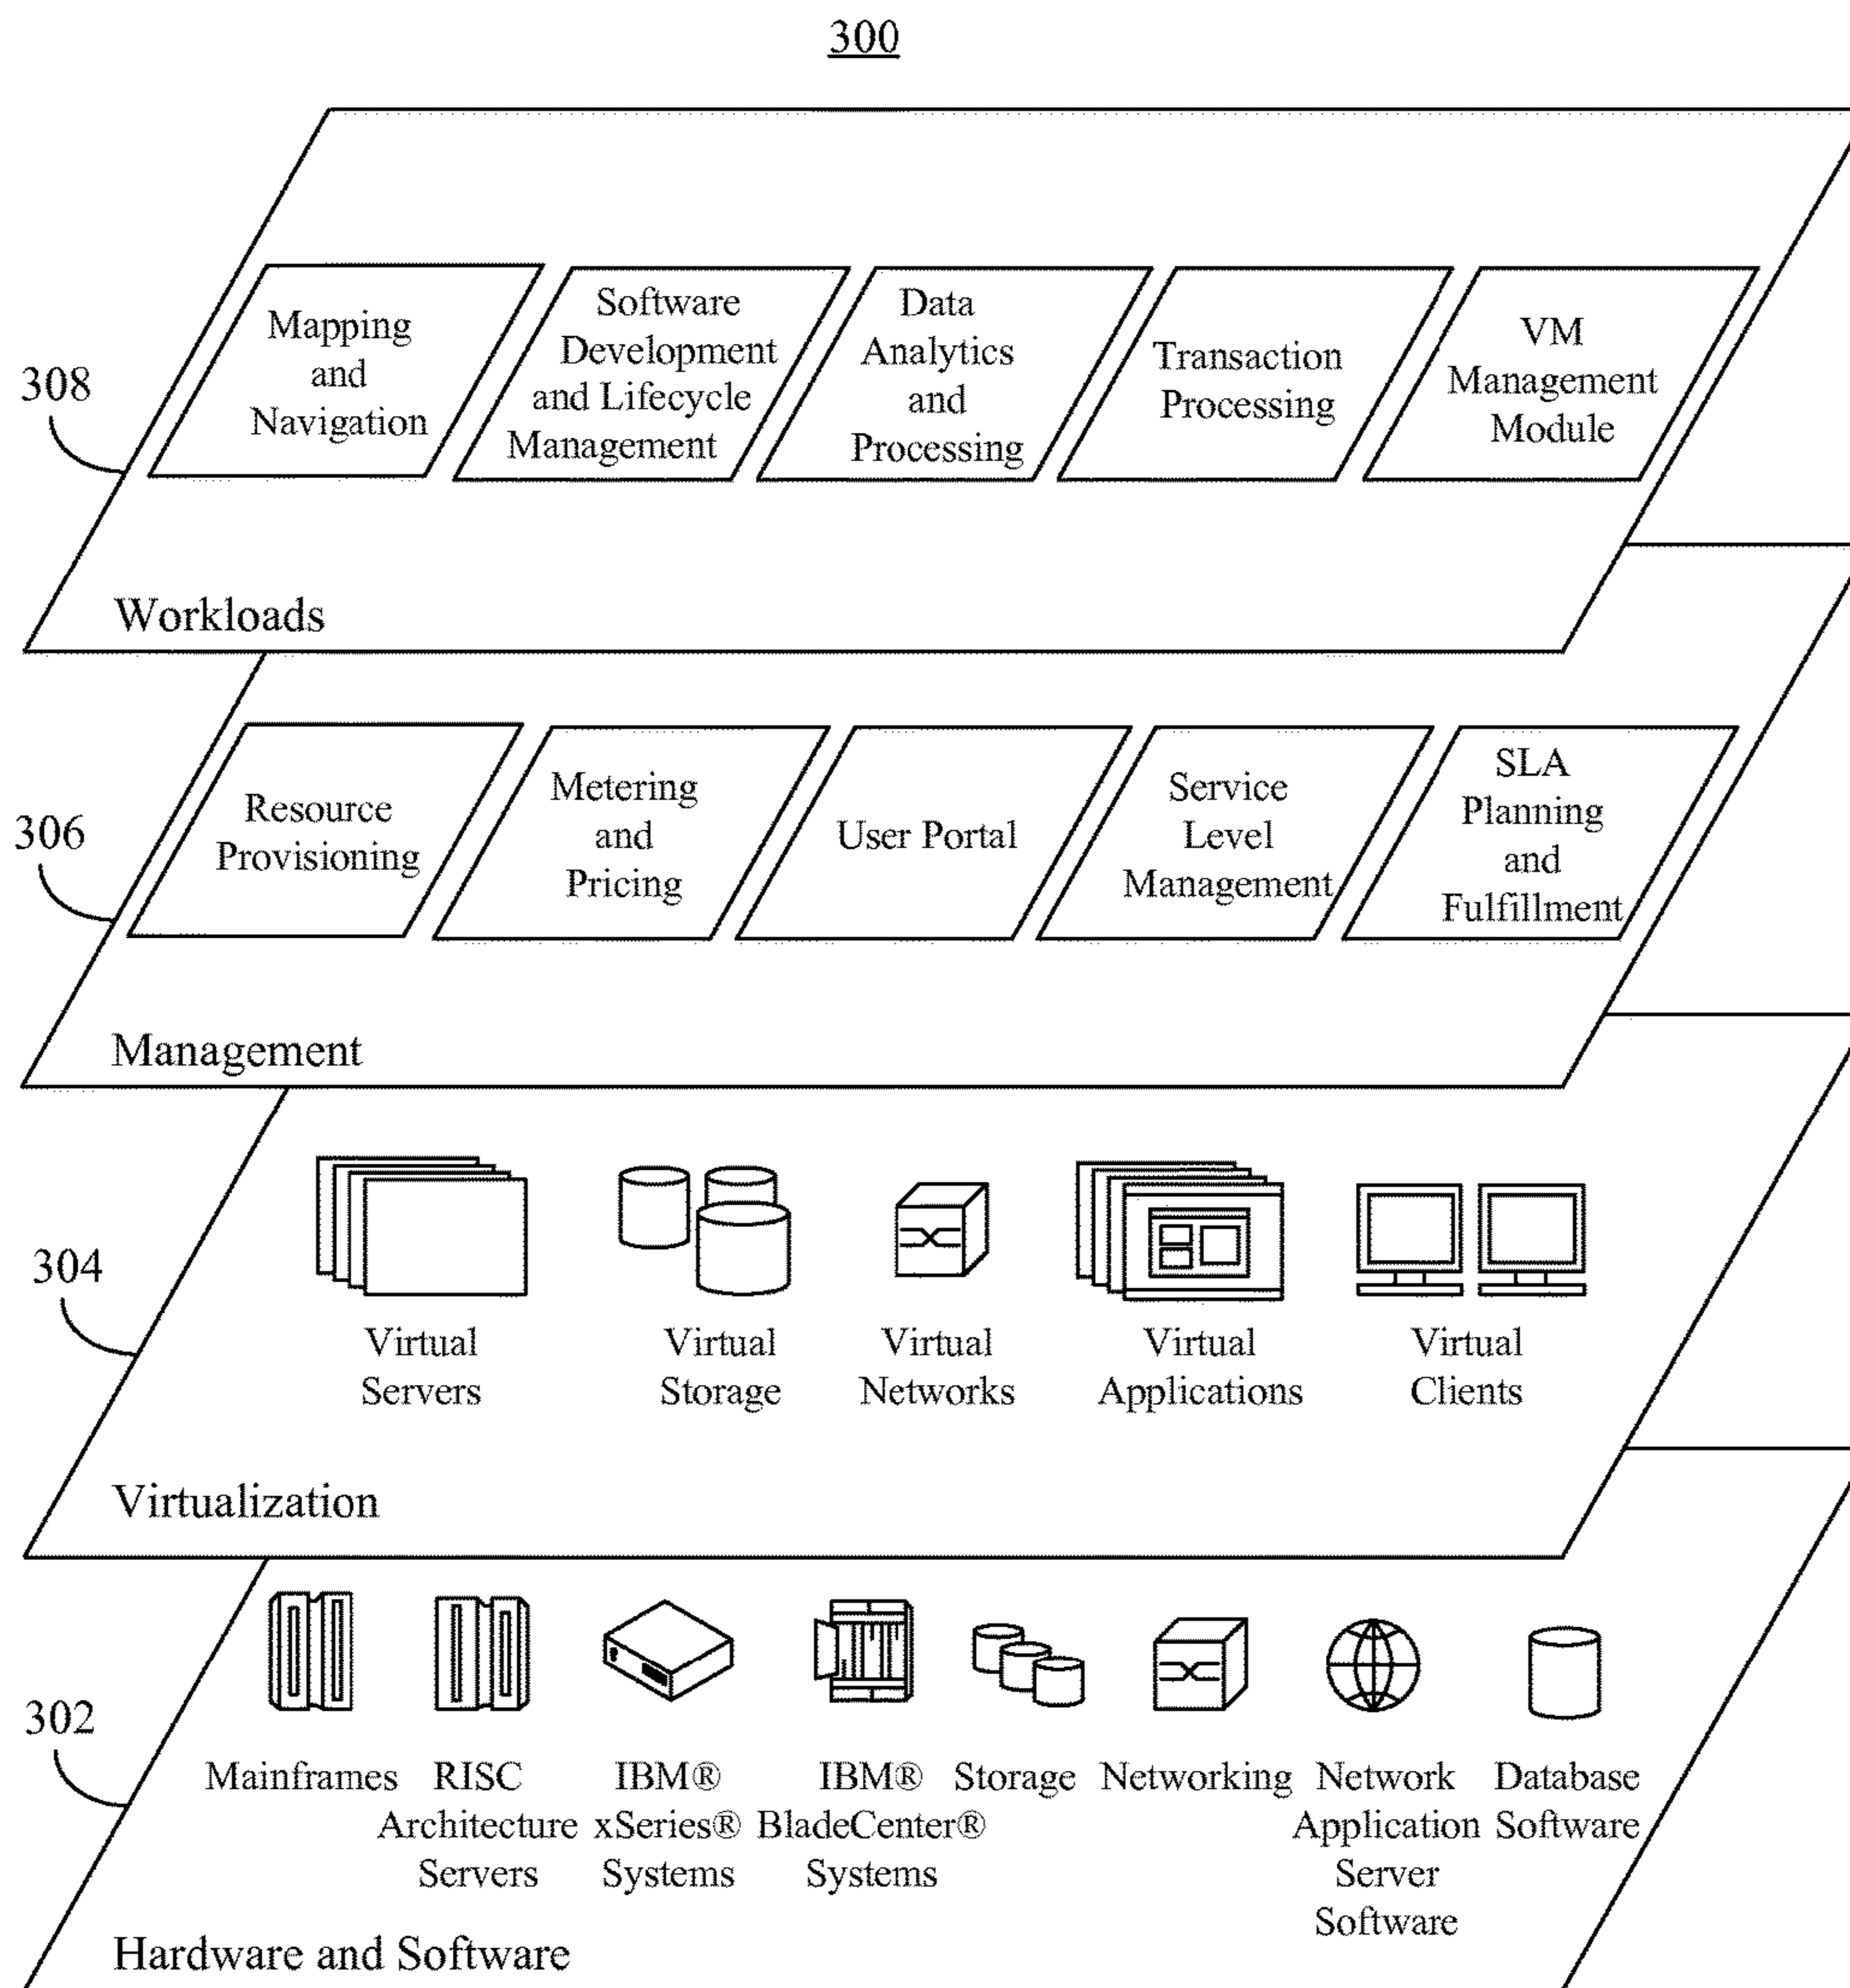 300
308
Mapping
and
Navigation
Software
Development
and Lifecycle
Management
Data
Analytics
and
Processing
Transaction
Processing
VM
Management
Module
Workloads
306
Resource
Provisioning
Metering
and
Pricing
User Portal
Service
Level
Management
SLA
Planning
and
Fulfillment
Management
304
Virtual
Servers
Virtual
Storage
Virtual
Networks
Virtual
Applications
Virtual
Clients
Virtualization
302
Mainframes
RISC
Architecture
Servers
IBM®
xSeries®
Systems
IBM®
BladeCenter®
Systems
Storage
Networking
Network
Application
Server
Software
Database
Software
Hardware and Software